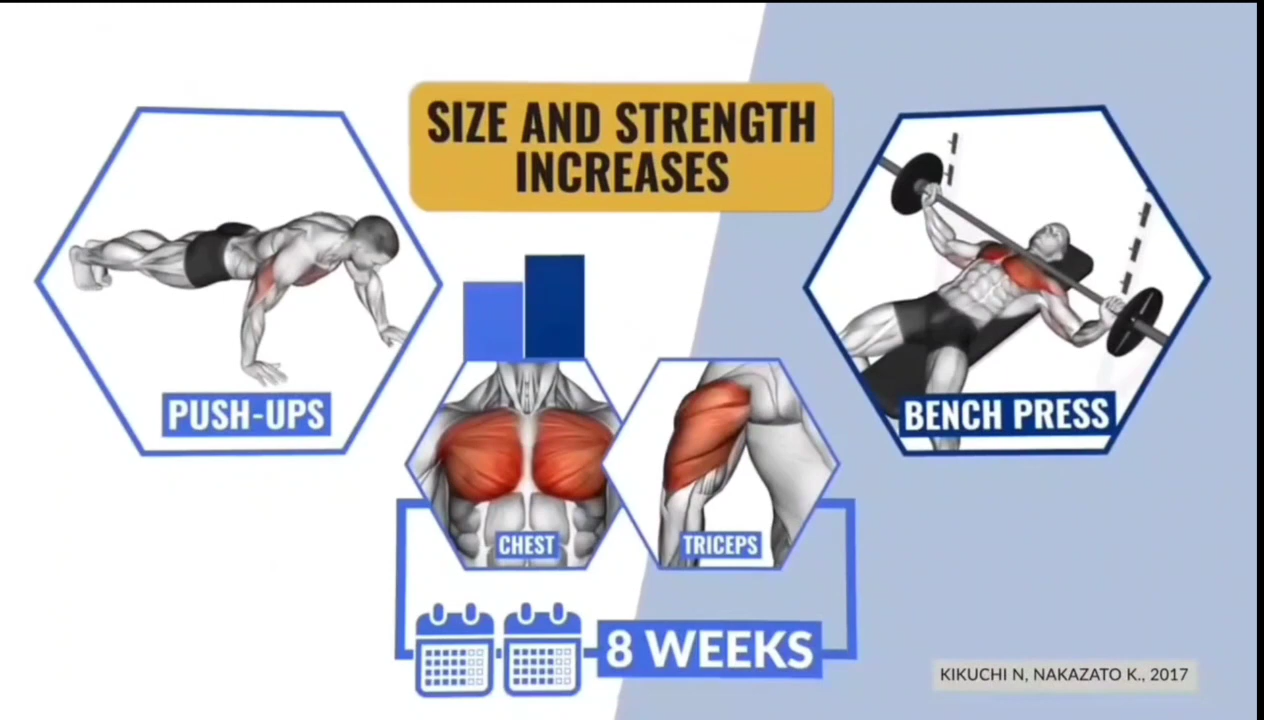 SIZE AND STRENGTH
INCREASES
PUSH-UPS
BENCH PRESS
CHEST
TRICEPS
8 WEEKS
KIKUCHI N, NAKAZATO K., 2017